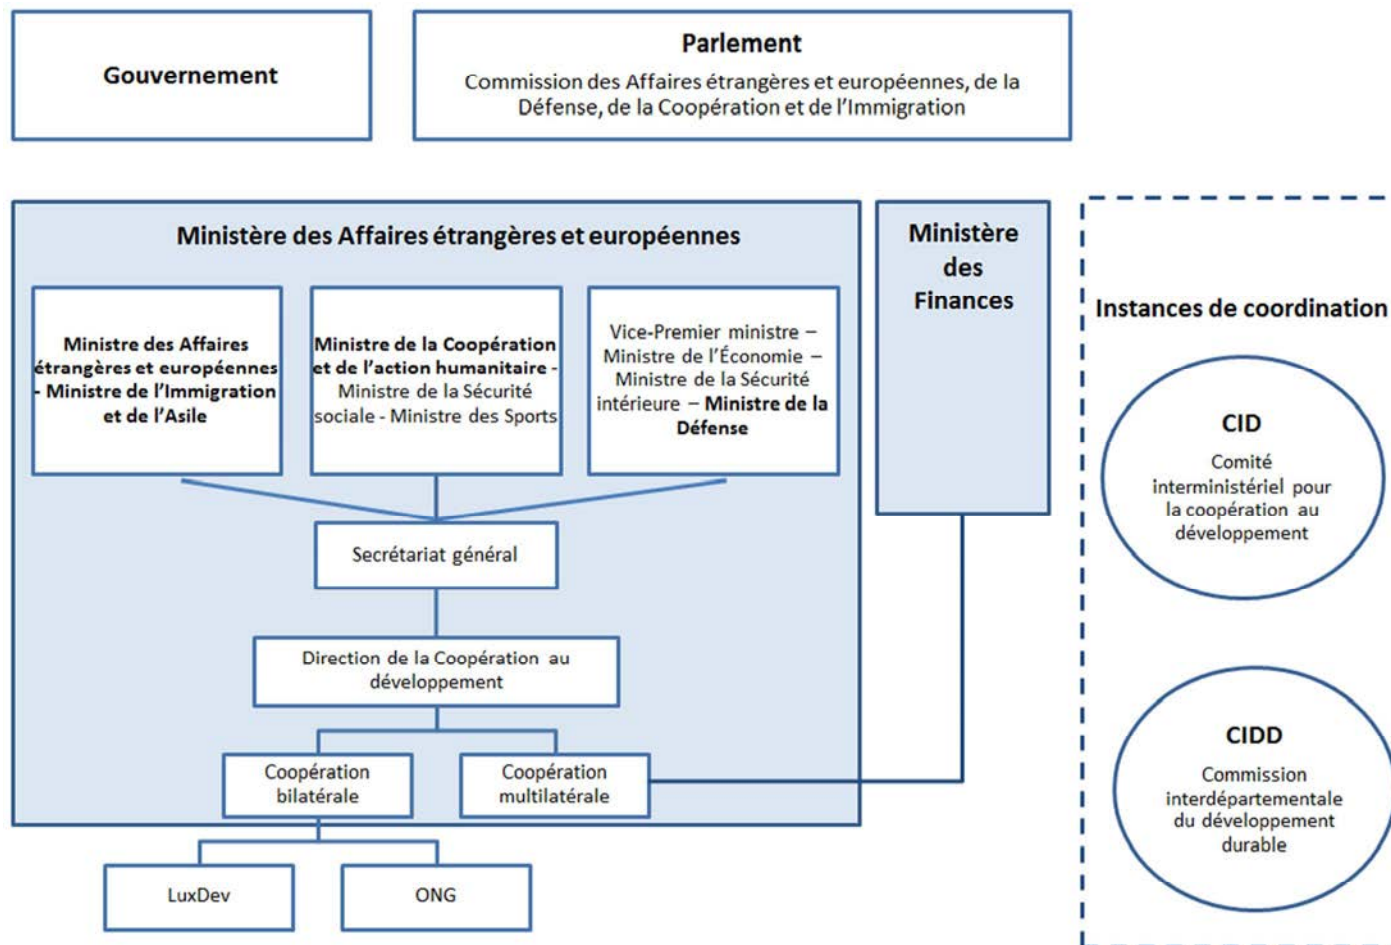 Gouvernement
Parlement
Commission des Affaires étrangères et européennes, de la
Défense, de la Coopération et de l'Immigration
Ministère des Affaires étrangères et européennes
Ministre des Affaires
étrangères et européennes
- Ministre de l'Immigration
et de l'Asile
Ministre de la Coopération
et de l'action humanitaire -
Ministre de la Sécurité
sociale - Ministre des Sports
Vice-Premier ministre –
Ministre de l'Économie –
Ministre de la Sécurité
intérieure – Ministre de la
Défense
Secrétariat général
Direction de la Coopération au
développement
Coopération
bilatérale
Coopération
multilatérale
LuxDev
ONG
Ministère
des
Finances
Instances de coordination
CID
Comité
interministériel pour
la coopération au
développement
CIDD
Commission
interdépartementale
du développement
durable